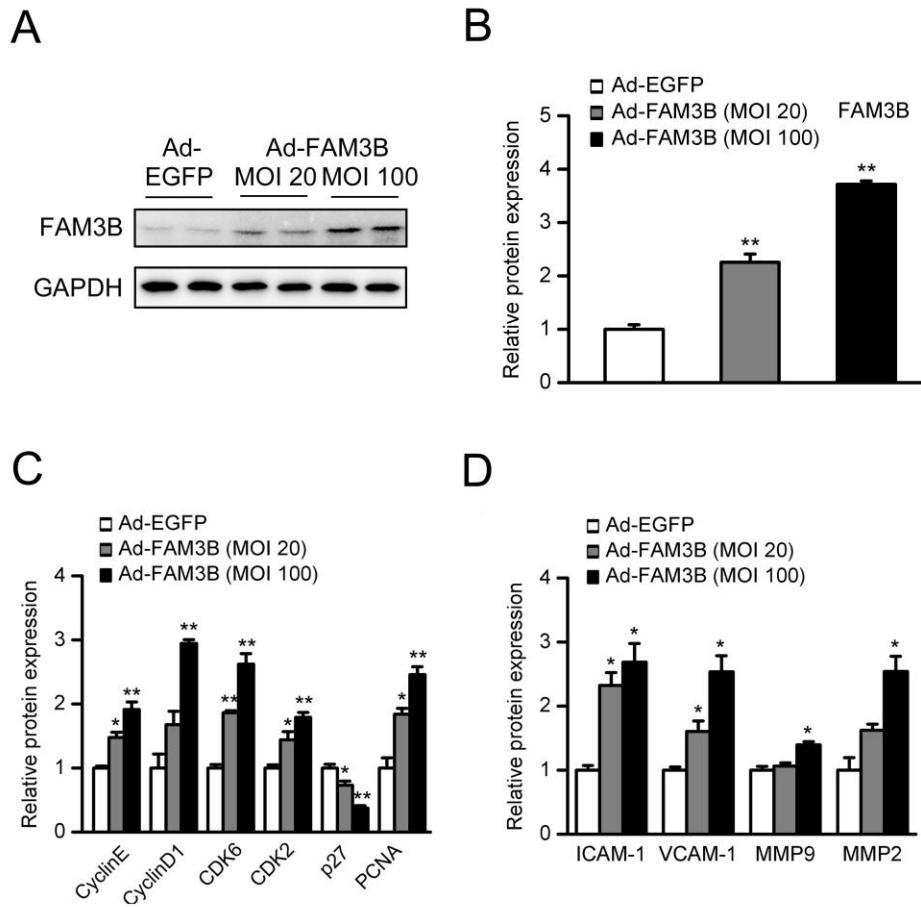 A
Ad-
EGFP
Ad-FAM3B
MOI 20 MOI 100
FAM3B
GAPDH
B
Ad-EGFP
Ad-FAM3B (MOI 20)
Ad-FAM3B (MOI 100)
FAM3B
Relative protein expression
5
4
3
2
1
0
**
**
C
Ad-EGFP
Ad-FAM3B (MOI 20)
Ad-FAM3B (MOI 100)
Relative protein expression
4
3
2
1
0
* ** ** ** ** * ** * ** * **
CyclinE CyclinD1 CDK6 CDK2 p27 PCNA
D
Ad-EGFP
Ad-FAM3B (MOI 20)
Ad-FAM3B (MOI 100)
Relative protein expression
4
3
2
1
0
* * * * * *
ICAM-1 VCAM-1 MMP9 MMP2